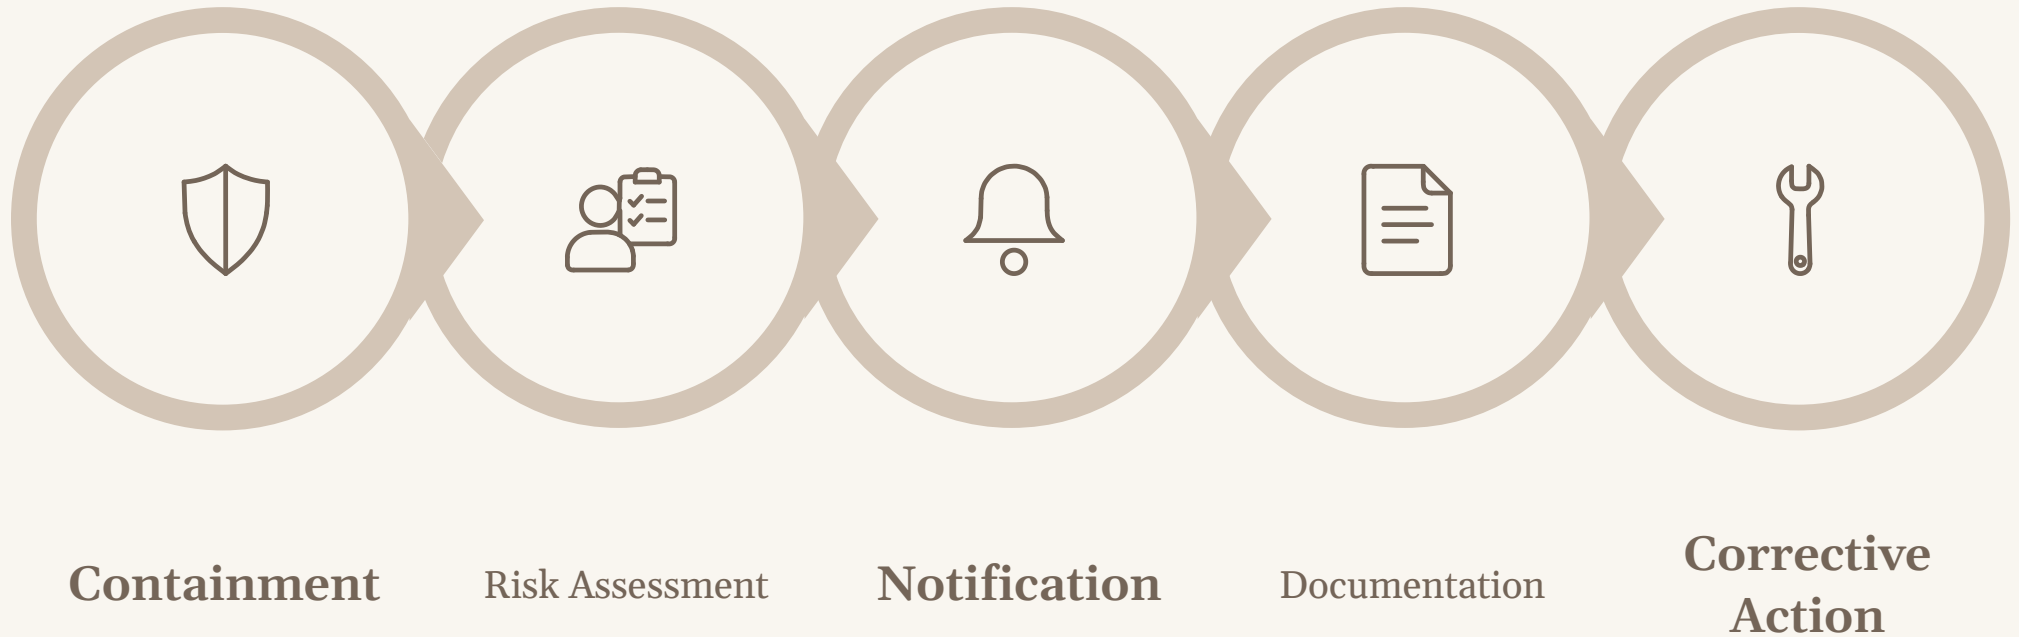 Containment
Risk Assessment
Notification
Documentation
Corrective
Action